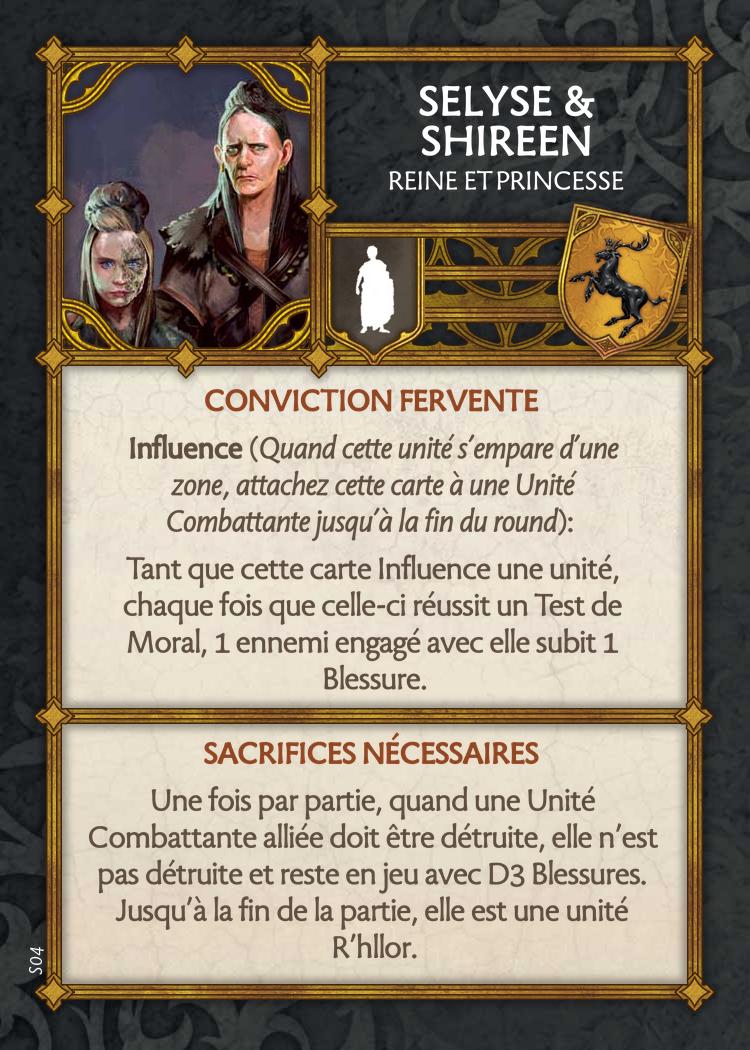 SELYSE &
SHIREEN
REINE ET PRINCESSE
CONVICTION FERVENTE
Influence (Quand cette unité s'empare d'une
zone, attachez cette carte à une Unité
Combattante jusqu'à la fin du round):
Tant que cette carte Influence une unité,
chaque fois que celle-ci réussit un Test de
Moral, 1 ennemi engagé avec elle subit 1
Blessure.
SACRIFICES NÉCESSAIRES
Une fois par partie, quand une Unité
Combattante alliée doit être détruite, elle n'est
pas détruite et reste en jeu avec D3 Blessures.
Jusqu'à la fin de la partie, elle est une unité
R'hllor.
S04